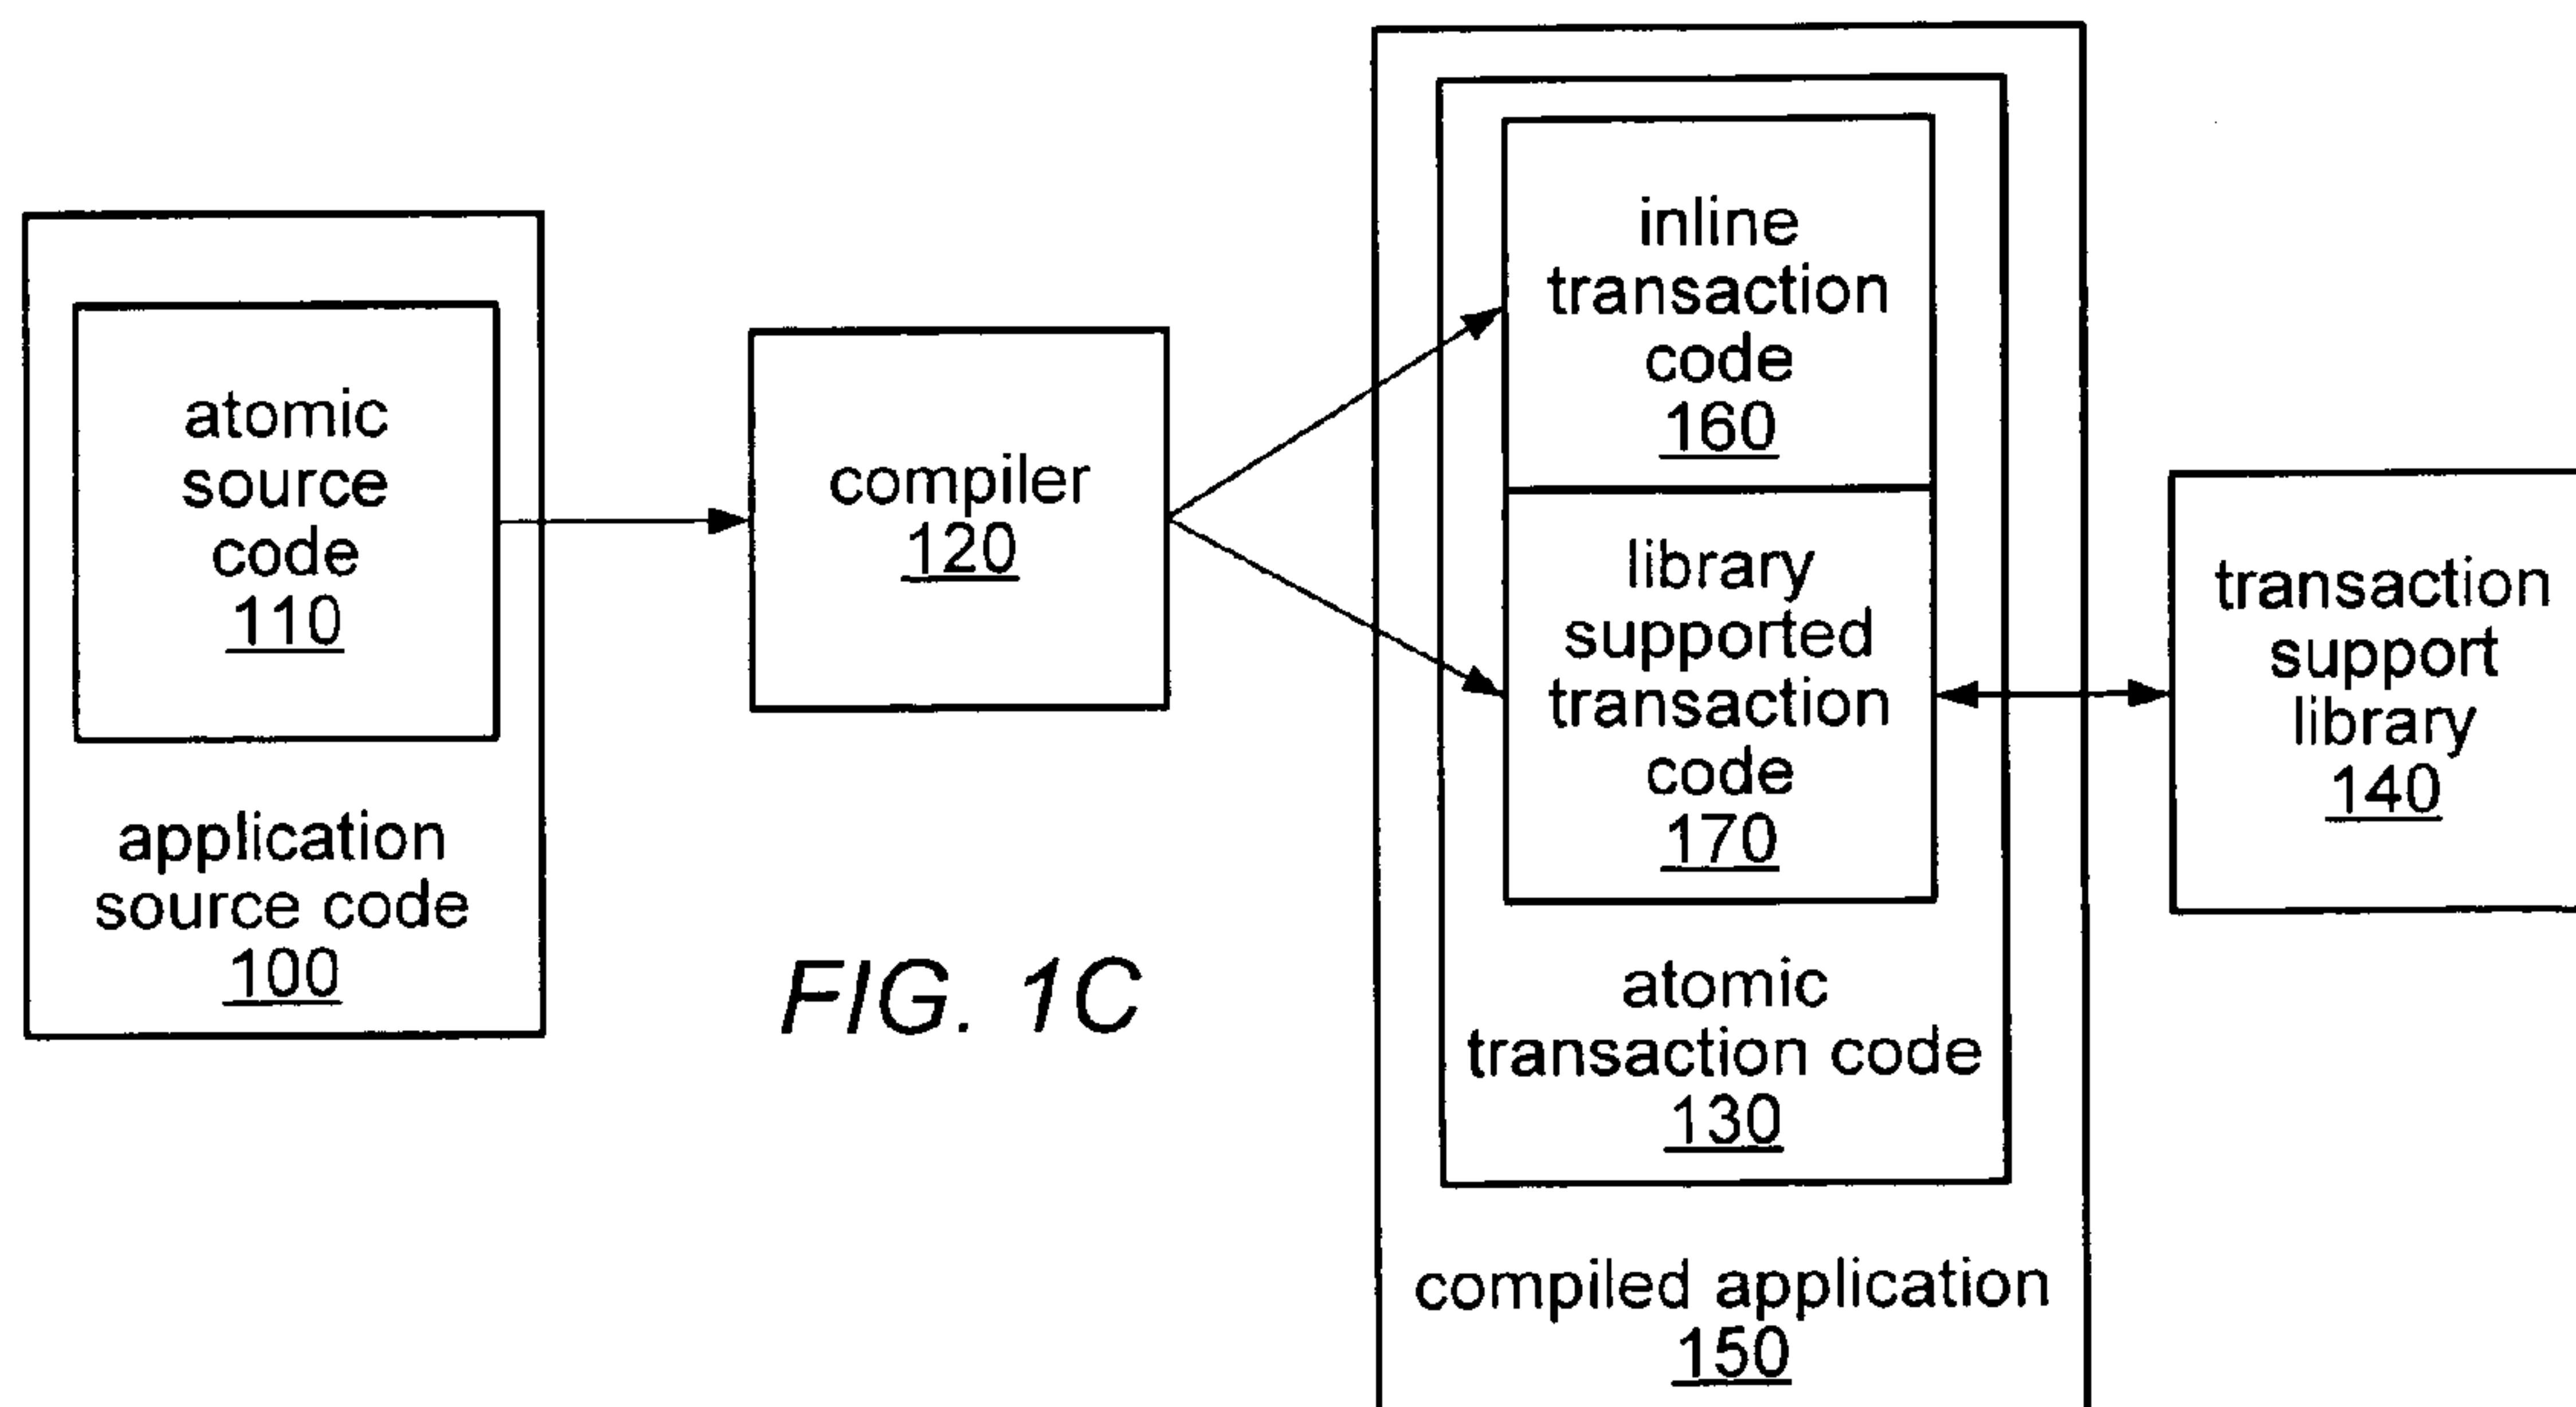 atomic
source
code
110
application
source code
100
compiler
120
FIG. 1C
inline
transaction
code
160
library
supported
transaction
code
170
atomic
transaction code
130
compiled application
150
transaction
support
library
140